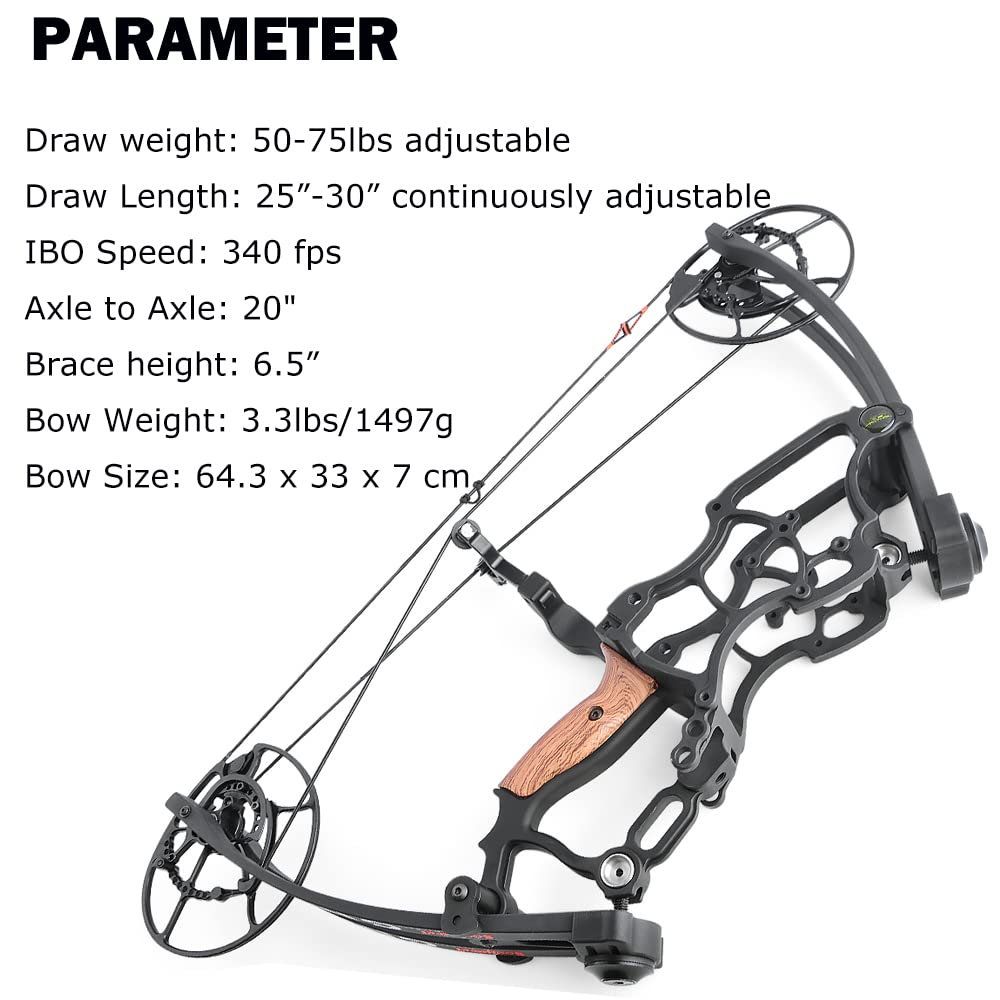 PARAMETER
Draw weight: 50-75lbs adjustable
Draw Length: 25”-30” continuously adjustable
IBO Speed: 340 fps
Axle to Axle: 20"
Brace height: 6.5”
Bow Weight: 3.3lbs/1497g
Bow Size: 64.3 x 33 x 7 cm